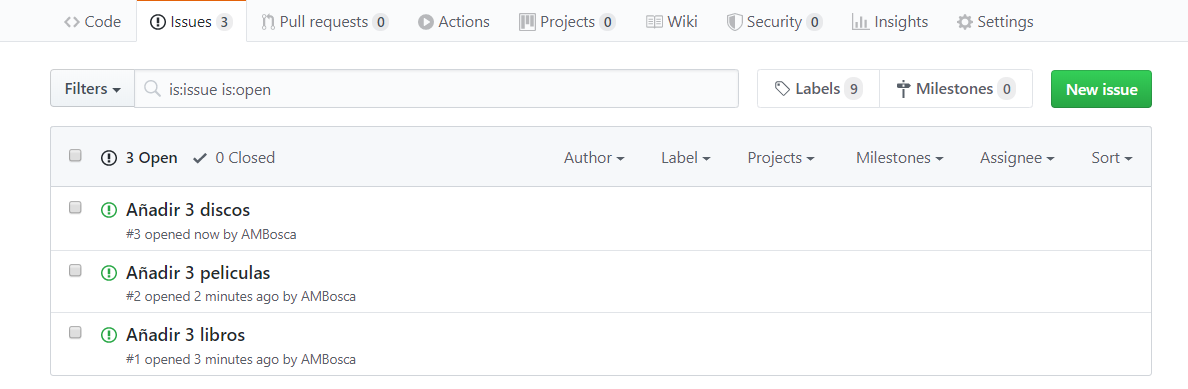 Code Issues 3 Pull requests 0 Actions Projects 0 Wiki Security 0 Insights Settings
Filters is:issue is:open Labels 9 Milestones 0 New issue
3 Open 0 Closed Author Label Projects Milestones Assignee Sort
Añadir 3 discos
#3 opened now by AMBosca
Añadir 3 peliculas
#2 opened 2 minutes ago by AMBosca
Añadir 3 libros
#1 opened 3 minutes ago by AMBosca